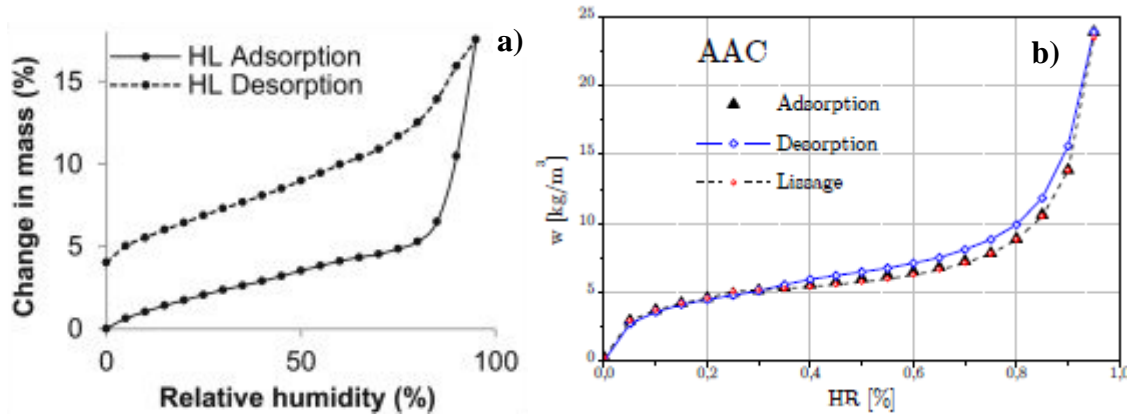 a)
HL Adsorption
HL Desorption
Change in mass (%)
15
10
5
0
0
50
100
Relative humidity (%)
b)
AAC
Adsorption
Desorption
Lissage
w [kg/m³]
25
20
15
10
5
0
0,0
0,2
0,4
0,6
0,8
1,0
HR [%]